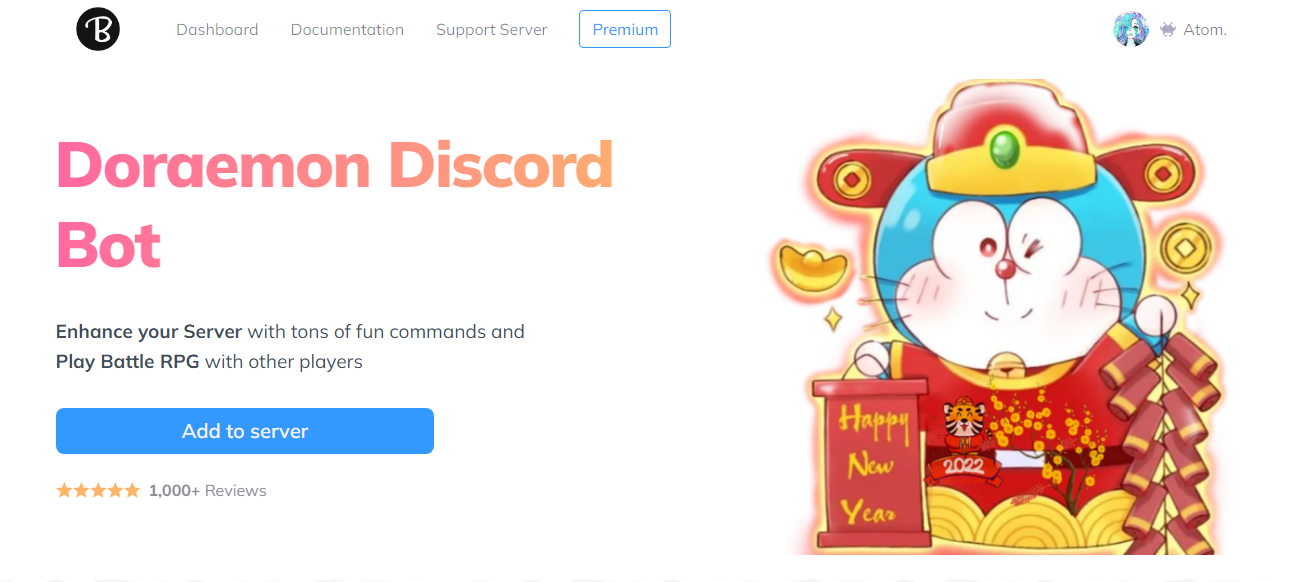 B
Dashboard
Documentation
Support Server
Premium
Atom.
Doraemon Discord
Bot
Enhance your Server with tons of fun commands and
Play Battle RPG with other players
Add to server
1,000+ Reviews
Happy
New
Year
2022